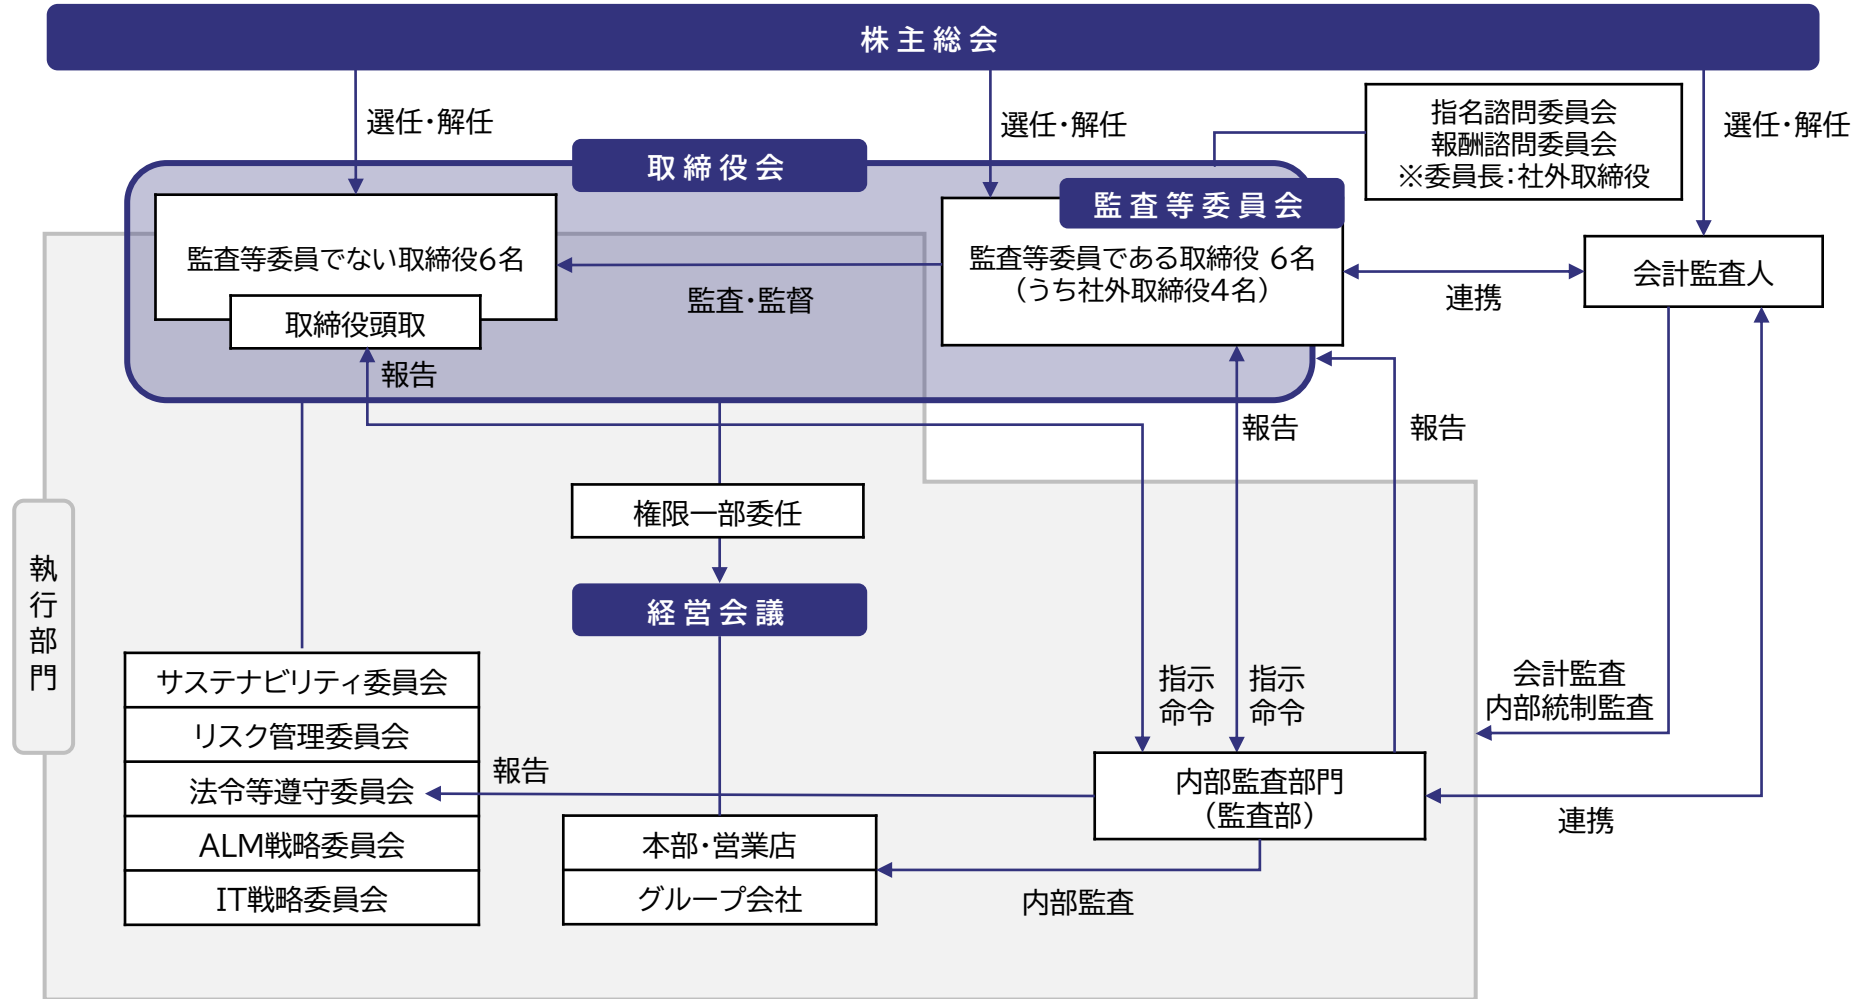 株主総会
選任・解任
選任・解任
指名諮問委員会
報酬諮問委員会
※委員長：社外取締役
選任・解任
取締役会
監査等委員会
監査等委員でない取締役6名
取締役頭取
監査・監督
監査等委員である取締役 6名
（うち社外取締役4名）
連携
会計監査人
報告
報告
報告
権限一部委任
経営会議
執行部門
サステナビリティ委員会
リスク管理委員会
法令等遵守委員会
ALM戦略委員会
IT戦略委員会
報告
本部・営業店
グループ会社
指示
命令
指示
命令
会計監査
内部統制監査
内部監査部門
（監査部）
連携
内部監査